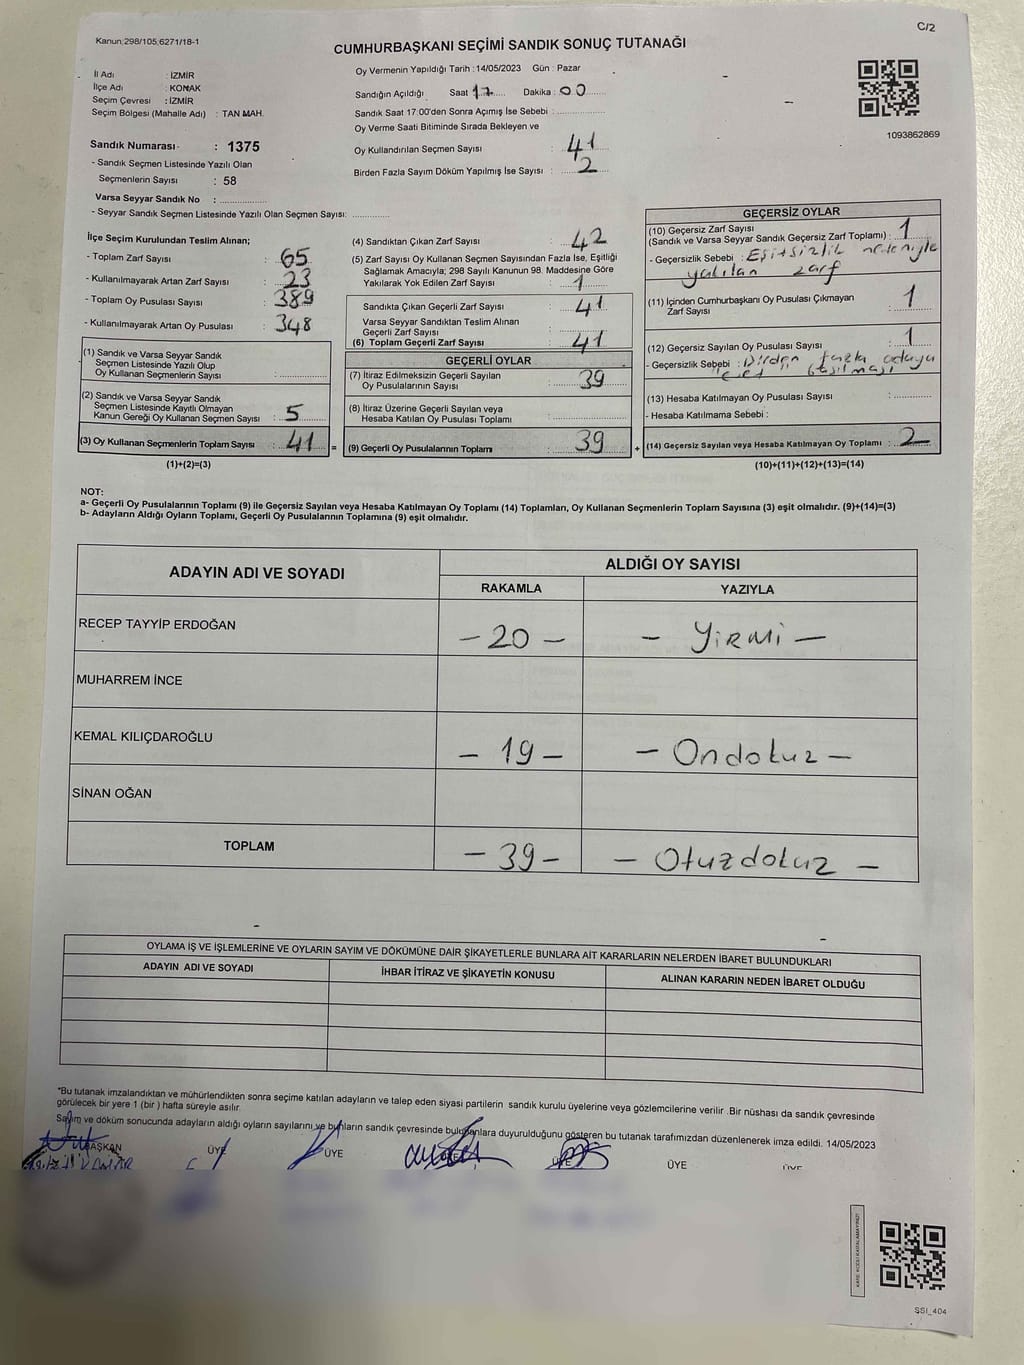 C/2
Kanun:298/105,6271/18-1
CUMHURBAŞKANI SEÇİMİ SANDIK SONUÇ TUTANAĞI
İl Adı : İZMİR
İlçe Adı : KONAK
Seçim Çevresi : İZMİR
Seçim Bölgesi (Mahalle Adı) : TAN MAH.
Oy Vermenin Yapıldığı Tarih : 14/05/2023 Gün : Pazar
Sandığın Açıldığı Saat 17 Dakika : 00
Sandık Saat 17:00'den Sonra Açımış İse Sebebi :
Oy Verme Saati Bitiminde Sırada Bekleyen ve
Oy Kullandırılan Seçmen Sayısı : 41
Birden Fazla Sayım Döküm Yapılmış İse Sayısı : 2
1093862869
Sandık Numarası : 1375
- Sandık Seçmen Listesinde Yazılı Olan
Seçmenlerin Sayısı : 58
Varsa Seyyar Sandık No :
- Seyyar Sandık Seçmen Listesinde Yazılı Olan Seçmen Sayısı:
İlçe Seçim Kurulundan Teslim Alınan;
- Toplam Zarf Sayısı : 65
- Kullanılmayarak Artan Zarf Sayısı : 23
- Toplam Oy Pusulası Sayısı : 389
- Kullanılmayarak Artan Oy Pusulası : 348
(1) Sandık ve Varsa Seyyar Sandık
Seçmen Listesinde Yazılı Olup
Oy Kullanan Seçmenlerin Sayısı :
(2) Sandık ve Varsa Seyyar Sandık
Seçmen Listesinde Kayıtlı Olmayan
Kanun Gereği Oy Kullanan Seçmen Sayısı : 5
(3) Oy Kullanan Seçmenlerin Toplam Sayısı : 41 =
(1)+(2)=(3)
(4) Sandıktan Çıkan Zarf Sayısı : 42
(5) Zarf Sayısı Oy Kullanan Seçmen Sayısından Fazla İse, Eşitliği
Sağlamak Amacıyla; 298 Sayılı Kanunun 98. Maddesine Göre
Yakılarak Yok Edilen Zarf Sayısı : 1
Sandıkta Çıkan Geçerli Zarf Sayısı : 41
Varsa Seyyar Sandıktan Teslim Alınan
Geçerli Zarf Sayısı :
(6) Toplam Geçerli Zarf Sayısı : 41
GEÇERLİ OYLAR
(7) İtiraz Edilmeksizin Geçerli Sayılan
Oy Pusulalarının Sayısı : 39
(8) İtiraz Üzerine Geçerli Sayılan veya
Hesaba Katılan Oy Pusulası Toplamı :
(9) Geçerli Oy Pusulalarının Toplamı : 39 +
GEÇERSİZ OYLAR
(10) Geçersiz Zarf Sayısı
(Sandık ve Varsa Seyyar Sandık Geçersiz Zarf Toplamı) : 1
- Geçersizlik Sebebi : Eşitsizlik nedeniyle
yakılan zarf
(11) İçinden Cumhurbaşkanı Oy Pusulası Çıkmayan
Zarf Sayısı : 1
(12) Geçersiz Sayılan Oy Pusulası Sayısı : 1
- Geçersizlik Sebebi : Birden fazla adaya
(13) Hesaba Katılmayan Oy Pusulası Sayısı :
- Hesaba Katılmama Sebebi :
(14) Geçersiz Sayılan veya Hesaba Katılmayan Oy Toplamı : 2
(10)+(11)+(12)+(13)=(14)
NOT:
a- Geçerli Oy Pusulalarının Toplamı (9) ile Geçersiz Sayılan veya Hesaba Katılmayan Oy Toplamı (14) Toplamları, Oy Kullanan Seçmenlerin Toplam Sayısına (3) eşit olmalıdır. (9)+(14)=(3)
b- Adayların Aldığı Oyların Toplamı, Geçerli Oy Pusulalarının Toplamına (9) eşit olmalıdır.
ADAYIN ADI VE SOYADI
ALDIĞI OY SAYISI
RAKAMLA YAZIYLA
RECEP TAYYİP ERDOĞAN - 20 - - YİRMİ -
MUHARREM İNCE
KEMAL KILIÇDAROĞLU - 19 - - Ondokuz -
SİNAN OĞAN
TOPLAM - 39 - - Otuzdokuz -
OYLAMA İŞ VE İŞLEMLERİNE VE OYLARIN SAYIM VE DÖKÜMÜNE DAİR ŞİKAYETLERLE BUNLARA AİT KARARLARIN NELERDEN İBARET BULUNDUKLARI
ADAYIN ADI VE SOYADI İHBAR İTİRAZ VE ŞİKAYETİN KONUSU ALINAN KARARIN NEDEN İBARET OLDUĞU
*Bu tutanak imzalandıktan ve mühürlendikten sonra seçime katılan adayların ve talep eden siyasi partilerin sandık kurulu üyelerine veya gözlemcilerine verilir .Bir nüshası da sandık çevresinde
görülecek bir yere 1 (bir ) hafta süreyle asılır.
Sayım ve döküm sonucunda adayların aldığı oyların sayılarını ve bunların sandık çevresinde bulunanlara duyurulduğunu gösteren bu tutanak tarafımızdan düzenlenerek imza edildi. 14/05/2023
BAŞKAN ÜYE ÜYE ÜYE ÜYE ÜYE ÜYE
KARE KODU KARALAMAYINIZ!
SSİ_404